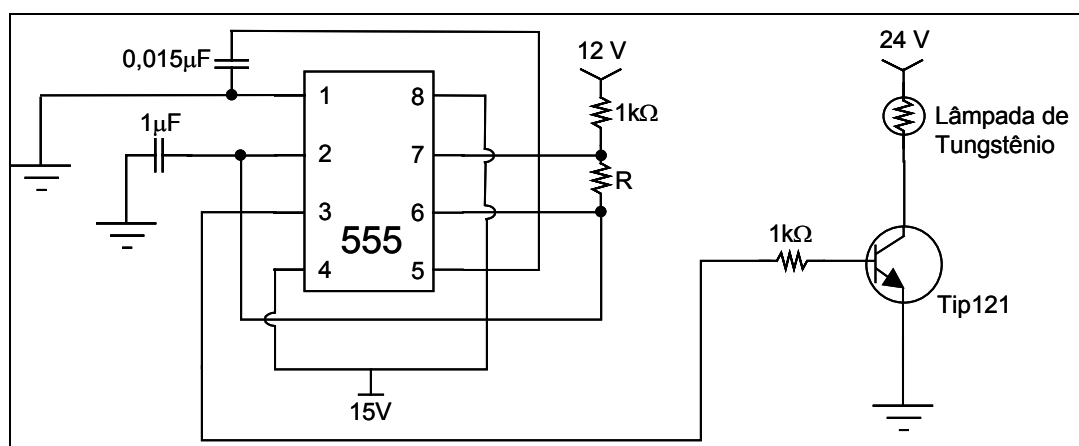 0,015µF
1µF
1
2
3
4
555
8
7
6
5
15V
12 V
1kΩ
R
1kΩ
24 V
Lâmpada de
Tungstênio
Tip121